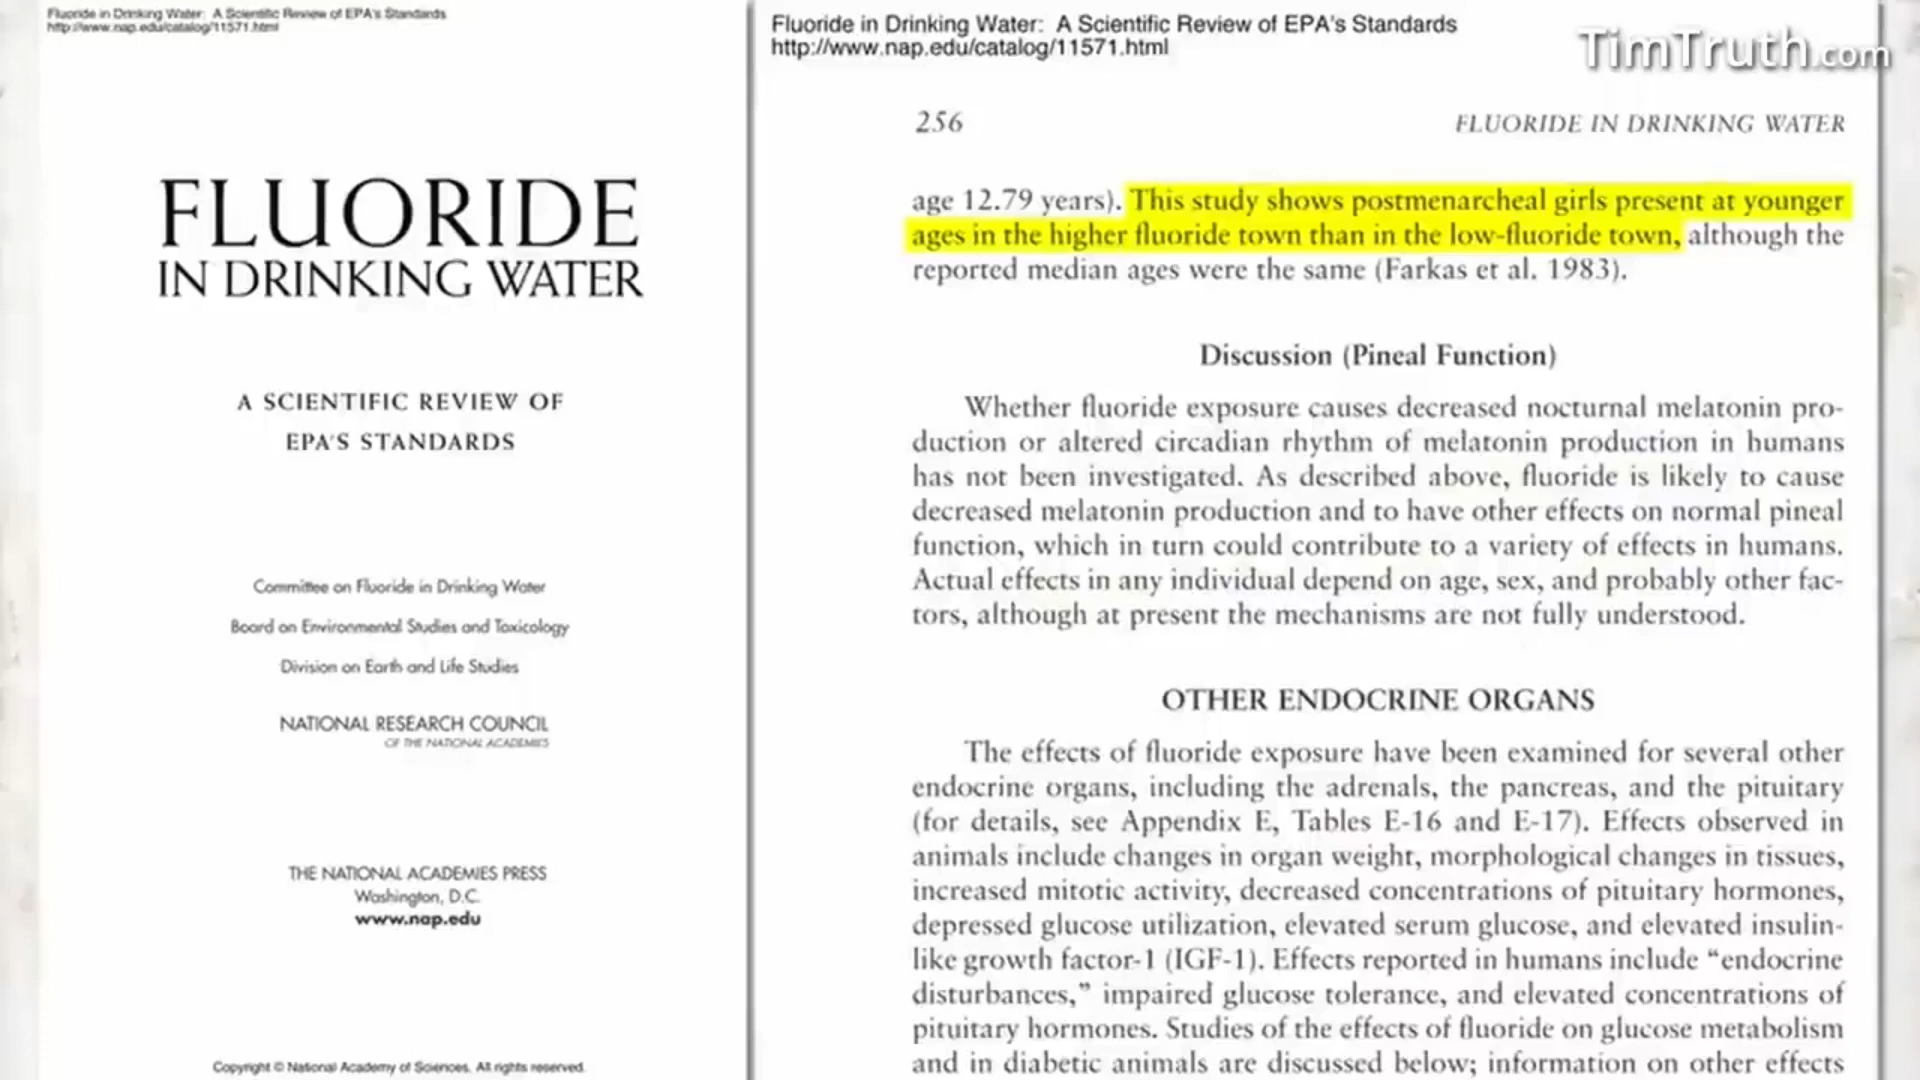 Fluoride in Drinking Water: A Scientific Review of EPA's Standards
http://www.nap.edu/catalog/11571.html
FLUORIDE
IN DRINKING WATER
A SCIENTIFIC REVIEW OF
EPA'S STANDARDS
Committee on Fluoride in Drinking Water
Board on Environmental Studies and Toxicology
Division on Earth and Life Studies
NATIONAL RESEARCH COUNCIL
OF THE NATIONAL ACADEMIES
THE NATIONAL ACADEMIES PRESS
Washington, D.C.
www.nap.edu
Copyright © National Academy of Sciences. All rights reserved.
Fluoride in Drinking Water: A Scientific Review of EPA's Standards
http://www.nap.edu/catalog/11571.html
TimTruth.com
256 FLUORIDE IN DRINKING WATER
age 12.79 years). This study shows postmenarcheal girls present at younger
ages in the higher fluoride town than in the low-fluoride town, although the
reported median ages were the same (Farkas et al. 1983).
Discussion (Pineal Function)
Whether fluoride exposure causes decreased nocturnal melatonin pro-
duction or altered circadian rhythm of melatonin production in humans
has not been investigated. As described above, fluoride is likely to cause
decreased melatonin production and to have other effects on normal pineal
function, which in turn could contribute to a variety of effects in humans.
Actual effects in any individual depend on age, sex, and probably other fac-
tors, although at present the mechanisms are not fully understood.
OTHER ENDOCRINE ORGANS
The effects of fluoride exposure have been examined for several other
endocrine organs, including the adrenals, the pancreas, and the pituitary
(for details, see Appendix E, Tables E-16 and E-17). Effects observed in
animals include changes in organ weight, morphological changes in tissues,
increased mitotic activity, decreased concentrations of pituitary hormones,
depressed glucose utilization, elevated serum glucose, and elevated insulin-
like growth factor-1 (IGF-1). Effects reported in humans include “endocrine
disturbances,” impaired glucose tolerance, and elevated concentrations of
pituitary hormones. Studies of the effects of fluoride on glucose metabolism
and in diabetic animals are discussed below; information on other effects